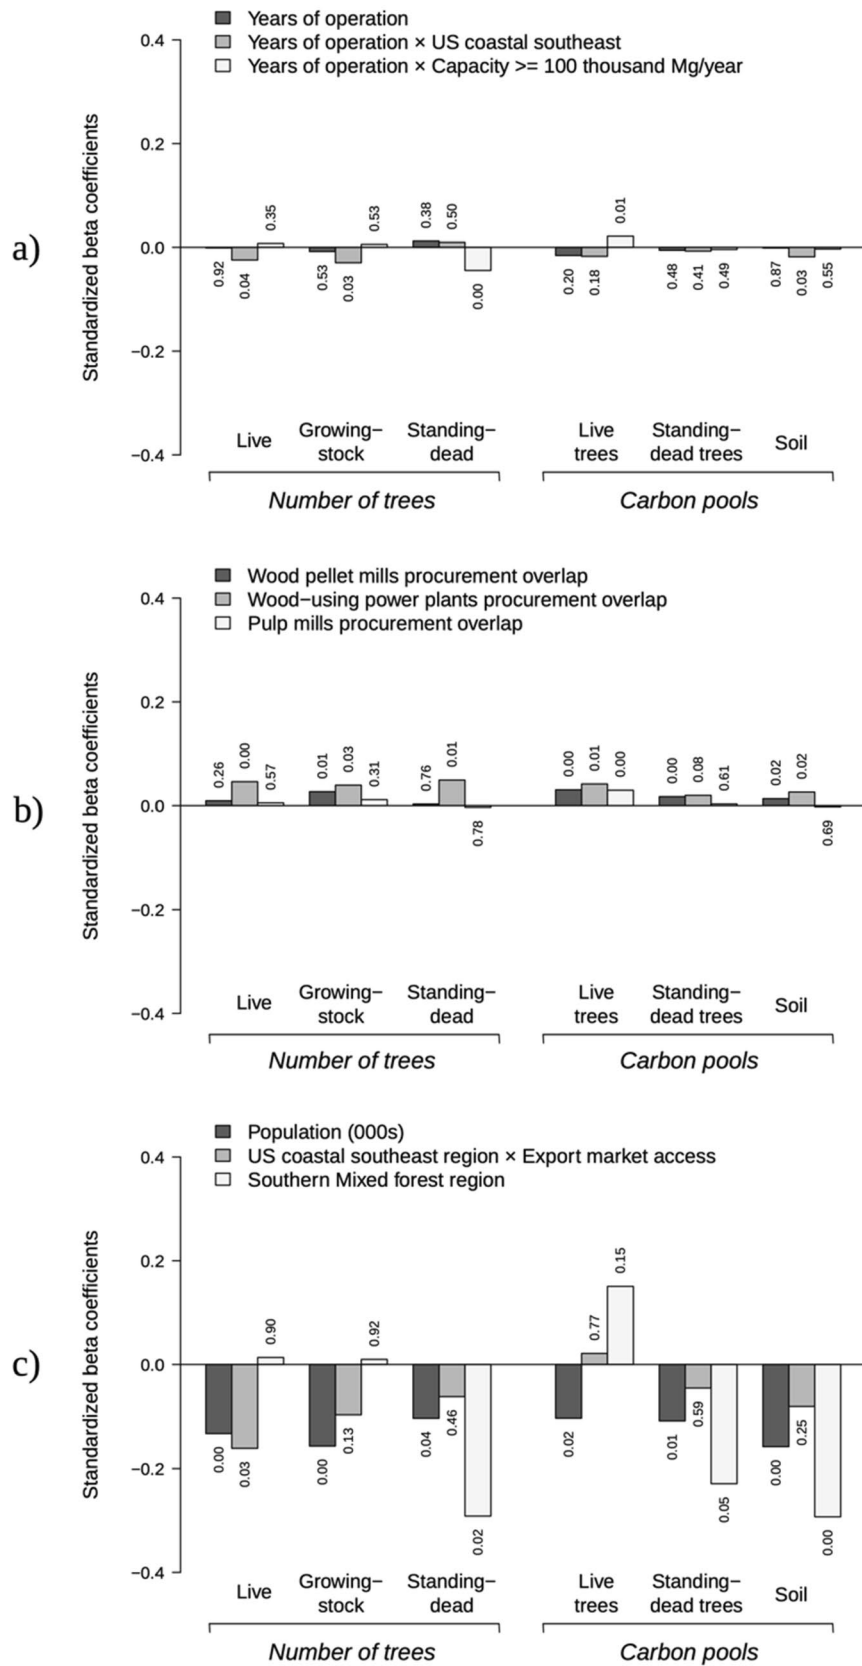 Years of operation
Years of operation × US coastal southeast
Years of operation × Capacity >= 100 thousand Mg/year
a)
Standardized beta coefficients
0.4
0.2
0.0
−0.2
−0.4
0.92
0.04
0.35
0.53
0.03
0.53
0.38
0.50
0.00
0.20
0.18
0.01
0.48
0.41
0.49
0.87
0.03
0.55
Live
Growing−
stock
Standing−
dead
Live
trees
Standing−
dead trees
Soil
Number of trees
Carbon pools
Wood pellet mills procurement overlap
Wood−using power plants procurement overlap
Pulp mills procurement overlap
b)
Standardized beta coefficients
0.4
0.2
0.0
−0.2
−0.4
0.26
0.00
0.57
0.01
0.03
0.31
0.76
0.01
0.78
0.00
0.01
0.00
0.00
0.08
0.61
0.02
0.02
0.69
Live
Growing−
stock
Standing−
dead
Live
trees
Standing−
dead trees
Soil
Number of trees
Carbon pools
Population (000s)
US coastal southeast region × Export market access
Southern Mixed forest region
c)
Standardized beta coefficients
0.4
0.2
0.0
−0.2
−0.4
0.00
0.03
0.90
0.00
0.13
0.92
0.04
0.46
0.02
0.02
0.77
0.15
0.01
0.59
0.05
0.00
0.25
0.00
Live
Growing−
stock
Standing−
dead
Live
trees
Standing−
dead trees
Soil
Number of trees
Carbon pools